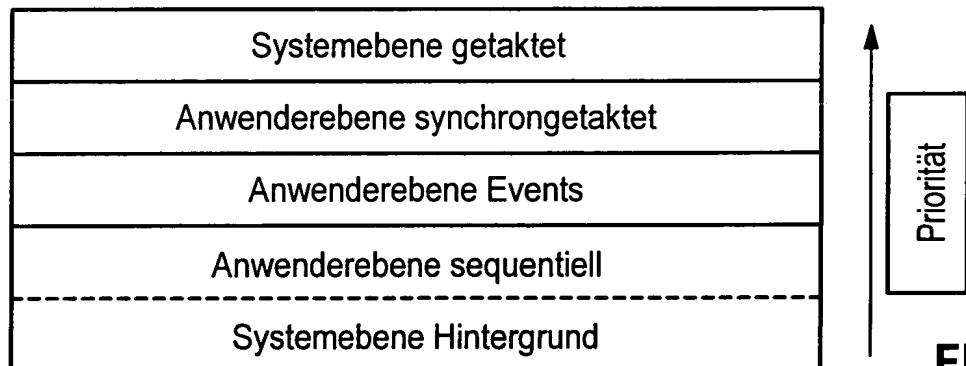 Systemebene getaktet
Anwenderebene synchrongetaktet
Anwenderebene Events
Anwenderebene sequentiell
Systemebene Hintergrund
Priorität